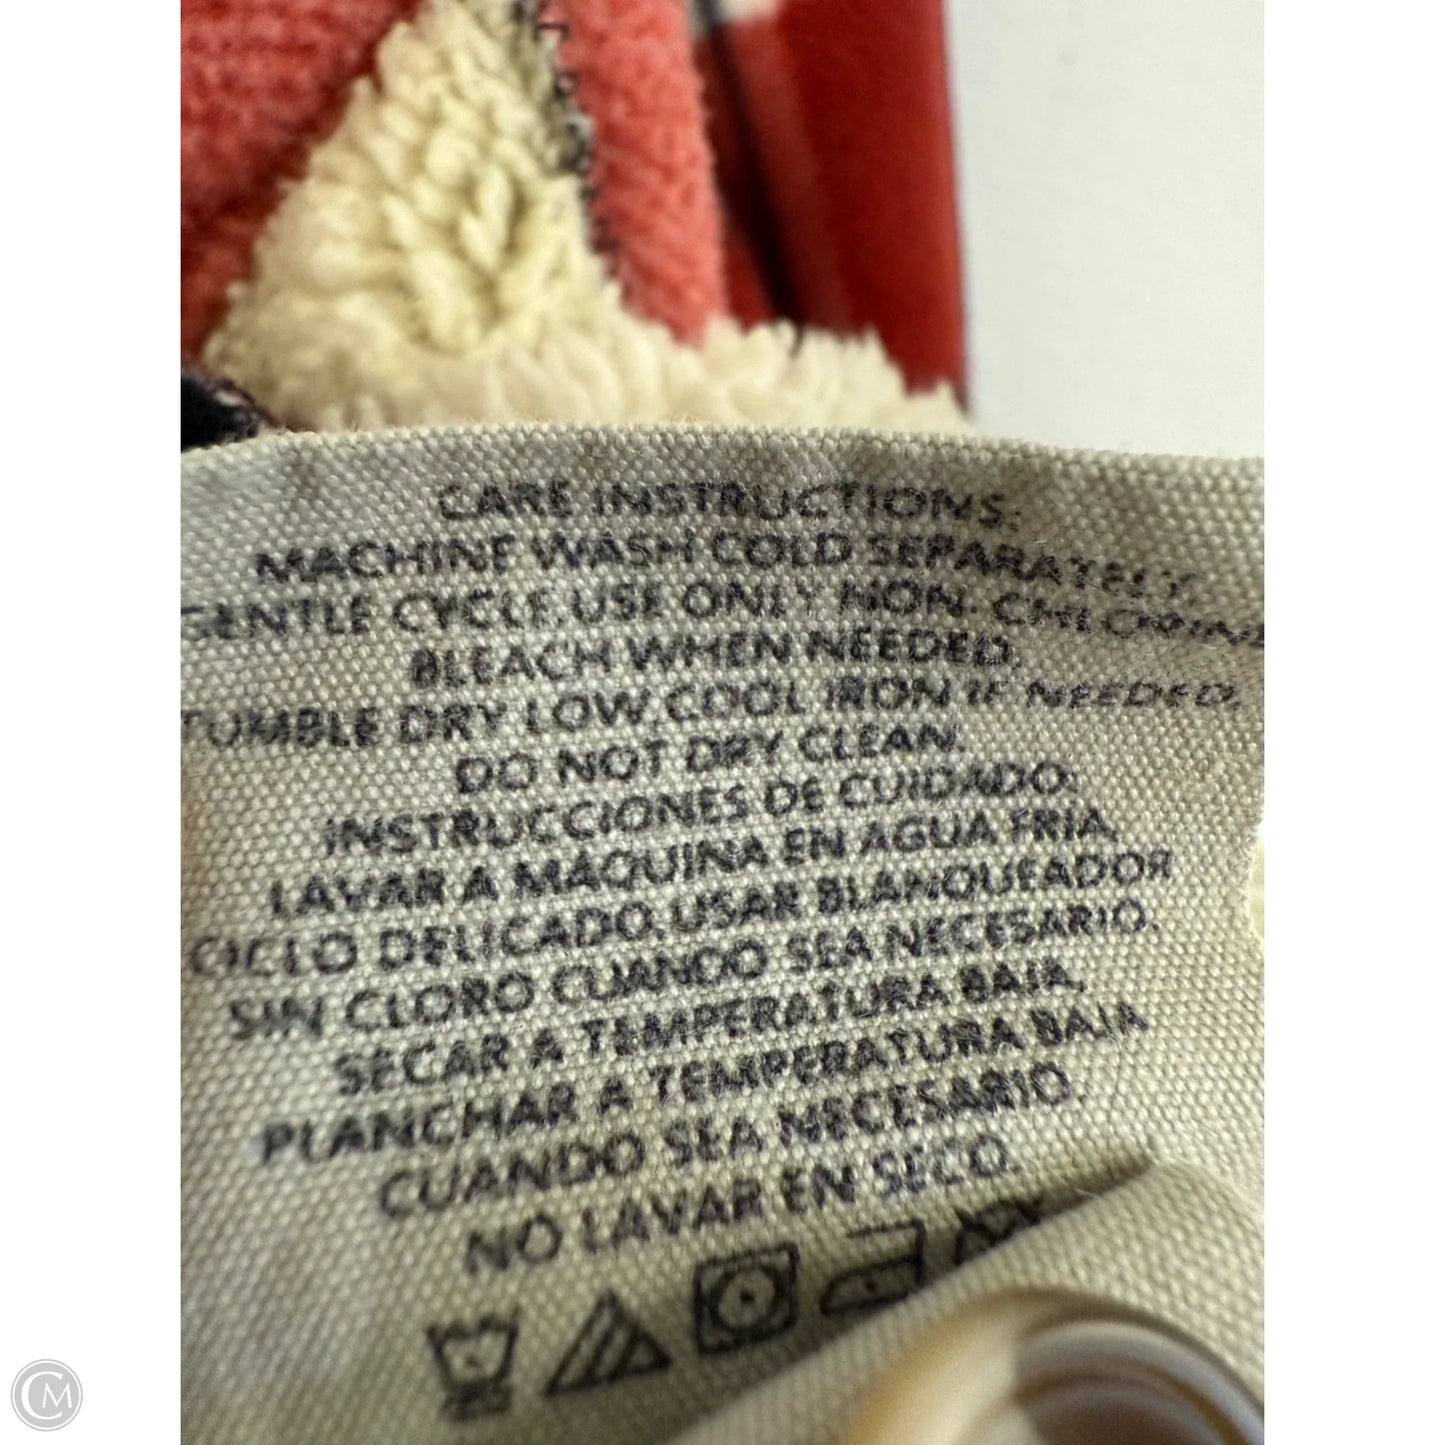 CARE INSTRUCTIONS:
MACHINE WASH COLD SEPARATELY,
GENTLE CYCLE. USE ONLY NON- CHLORINE
BLEACH WHEN NEEDED.
TUMBLE DRY LOW. COOL IRON IF NEEDED.
DO NOT DRY CLEAN.
INSTRUCCIONES DE CUIDADO:
LAVAR A MÁQUINA EN AGUA FRIA,
CICLO DELICADO. USAR BLANQUEADOR
SIN CLORO CUANDO SEA NECESARIO.
SECAR A TEMPERATURA BAJA.
PLANCHAR A TEMPERATURA BAJA
CUANDO SEA NECESARIO.
NO LAVAR EN SECO.
CM